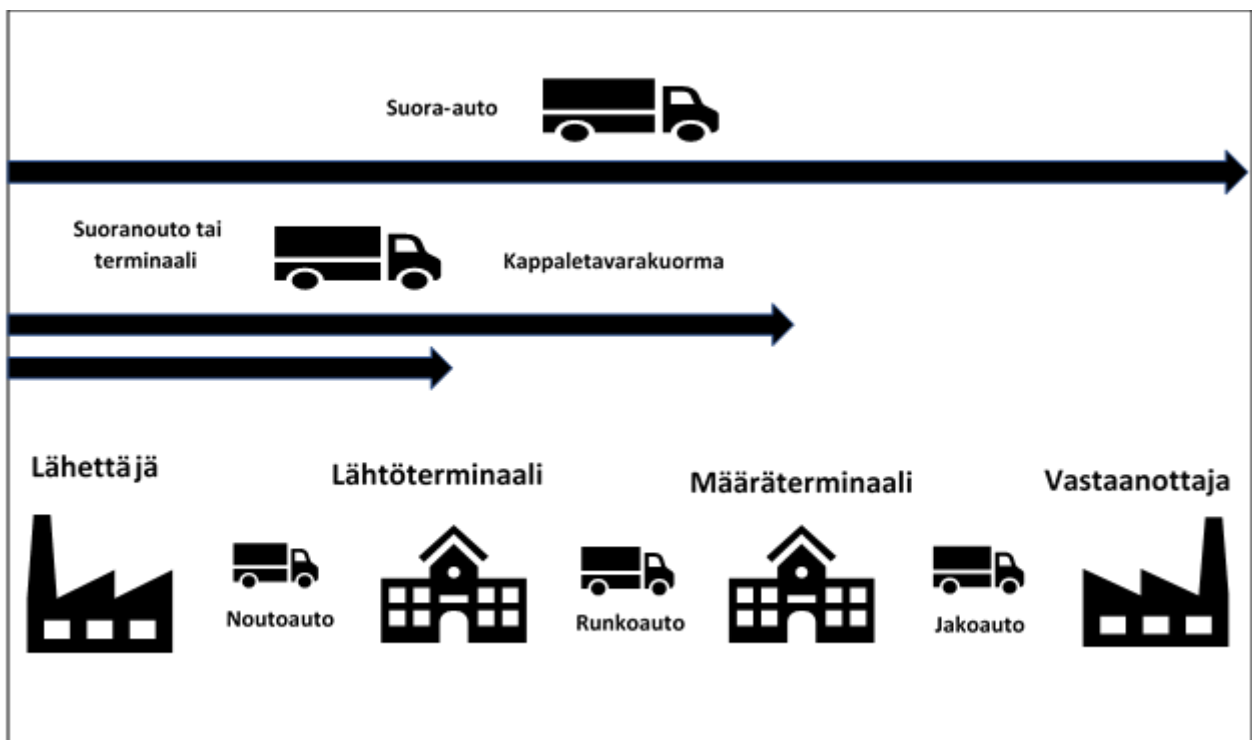 Suora-auto
Suoranouto tai
terminaali
Kappaletavarakuorma
Lähettäjä
Lähtöterminaali
Määräterminaali
Vastaanottaja
Noutoauto
Runkoauto
Jakoauto